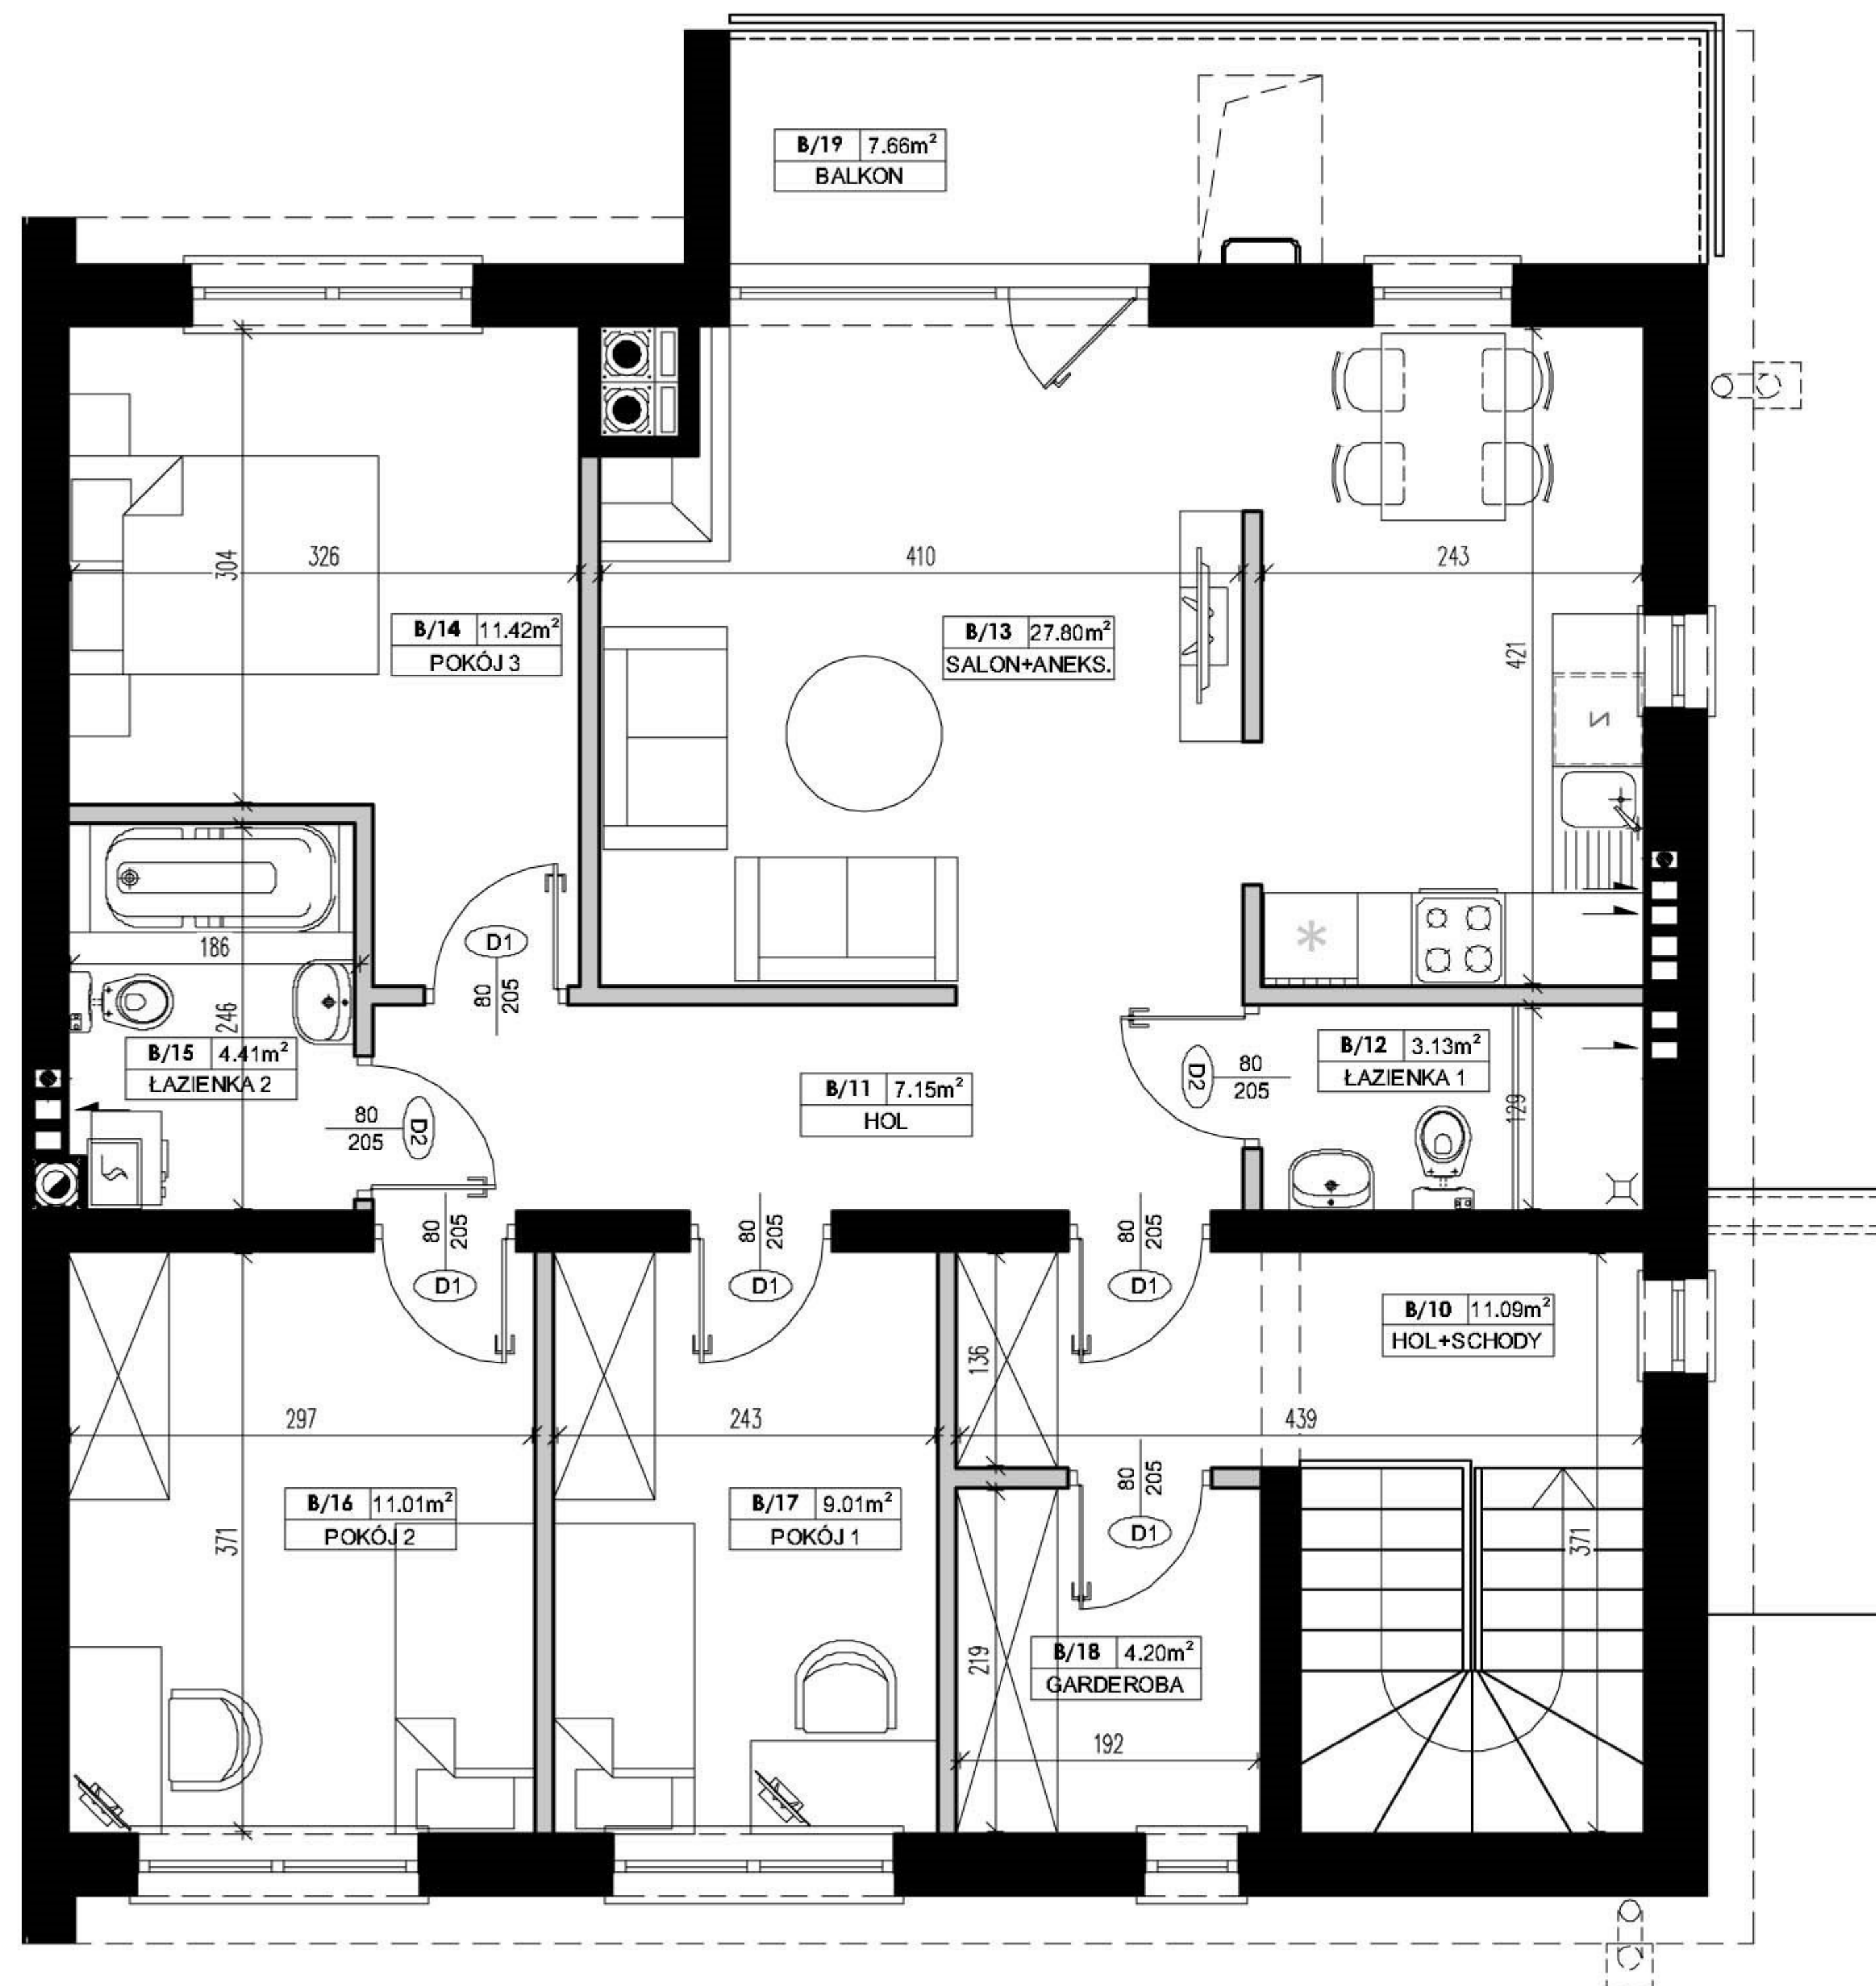 B/19 7.66m²
BALKON
304
326
410
243
B/14 11.42m²
POKÓJ 3
B/13 27.80m²
SALON+ANEKS.
421
186
D1
80
205
246
B/15 4.41m²
ŁAZIENKA 2
80
205
D2
B/11 7.15m²
HOL
D2
80
205
B/12 3.13m²
ŁAZIENKA 1
129
80
205
D1
80
205
D1
80
205
D1
B/10 11.09m²
HOL+SCHODY
136
297
243
439
80
205
D1
B/16 11.01m²
POKÓJ 2
B/17 9.01m²
POKÓJ 1
371
371
219
B/18 4.20m²
GARDEROBA
192